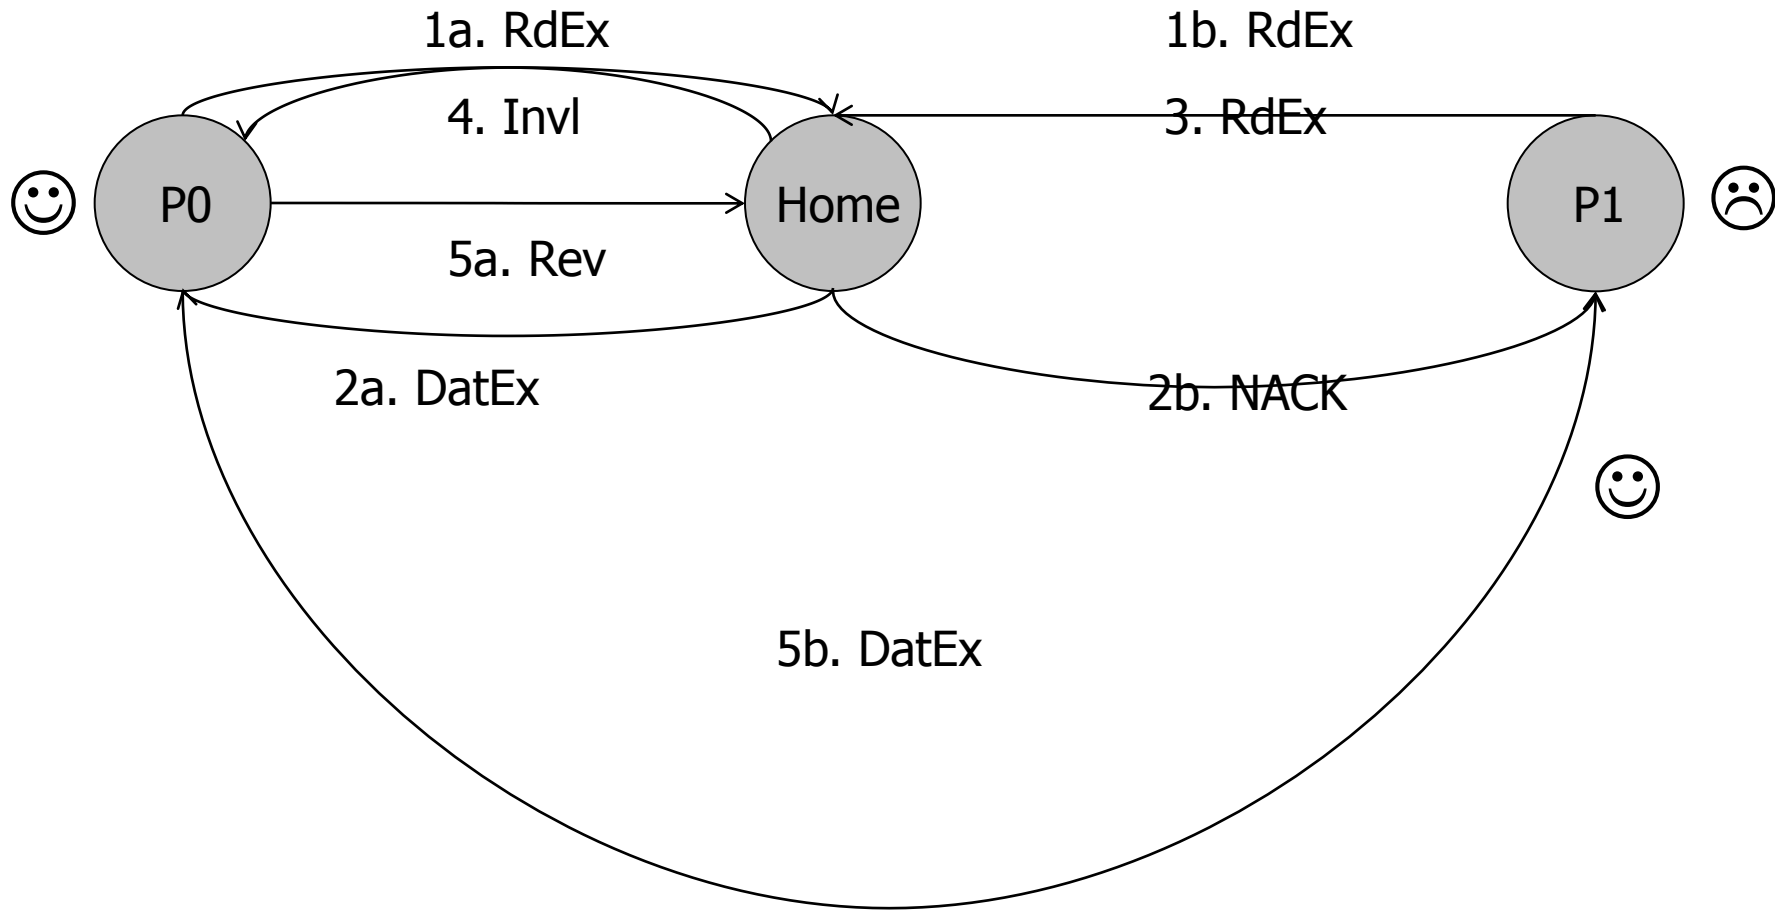 1a. RdEx
1b. RdEx
4. Invl
3. RdEx
P0
Home
P1
5a. Rev
2a. DatEx
2b. NACK
5b. DatEx